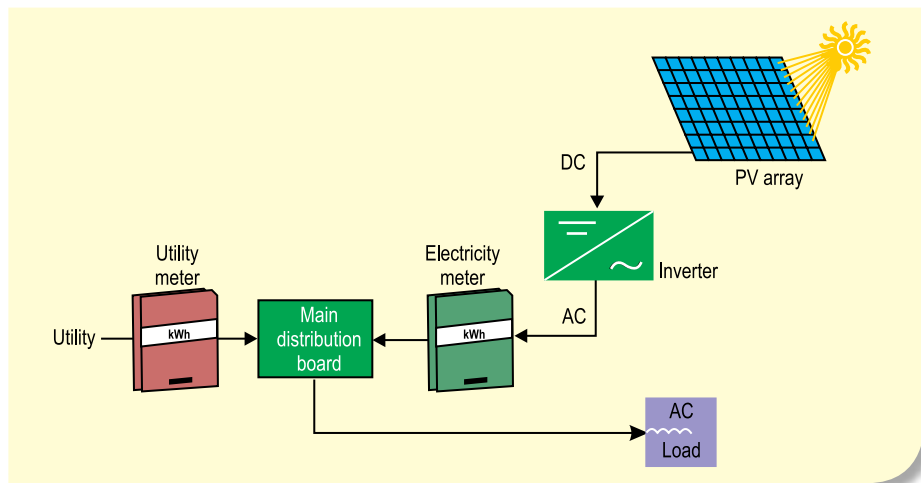 DC
PV array
Utility
meter
Electricity
meter
Inverter
AC
Utility
kWh
Main
distribution
board
kWh
AC
Load